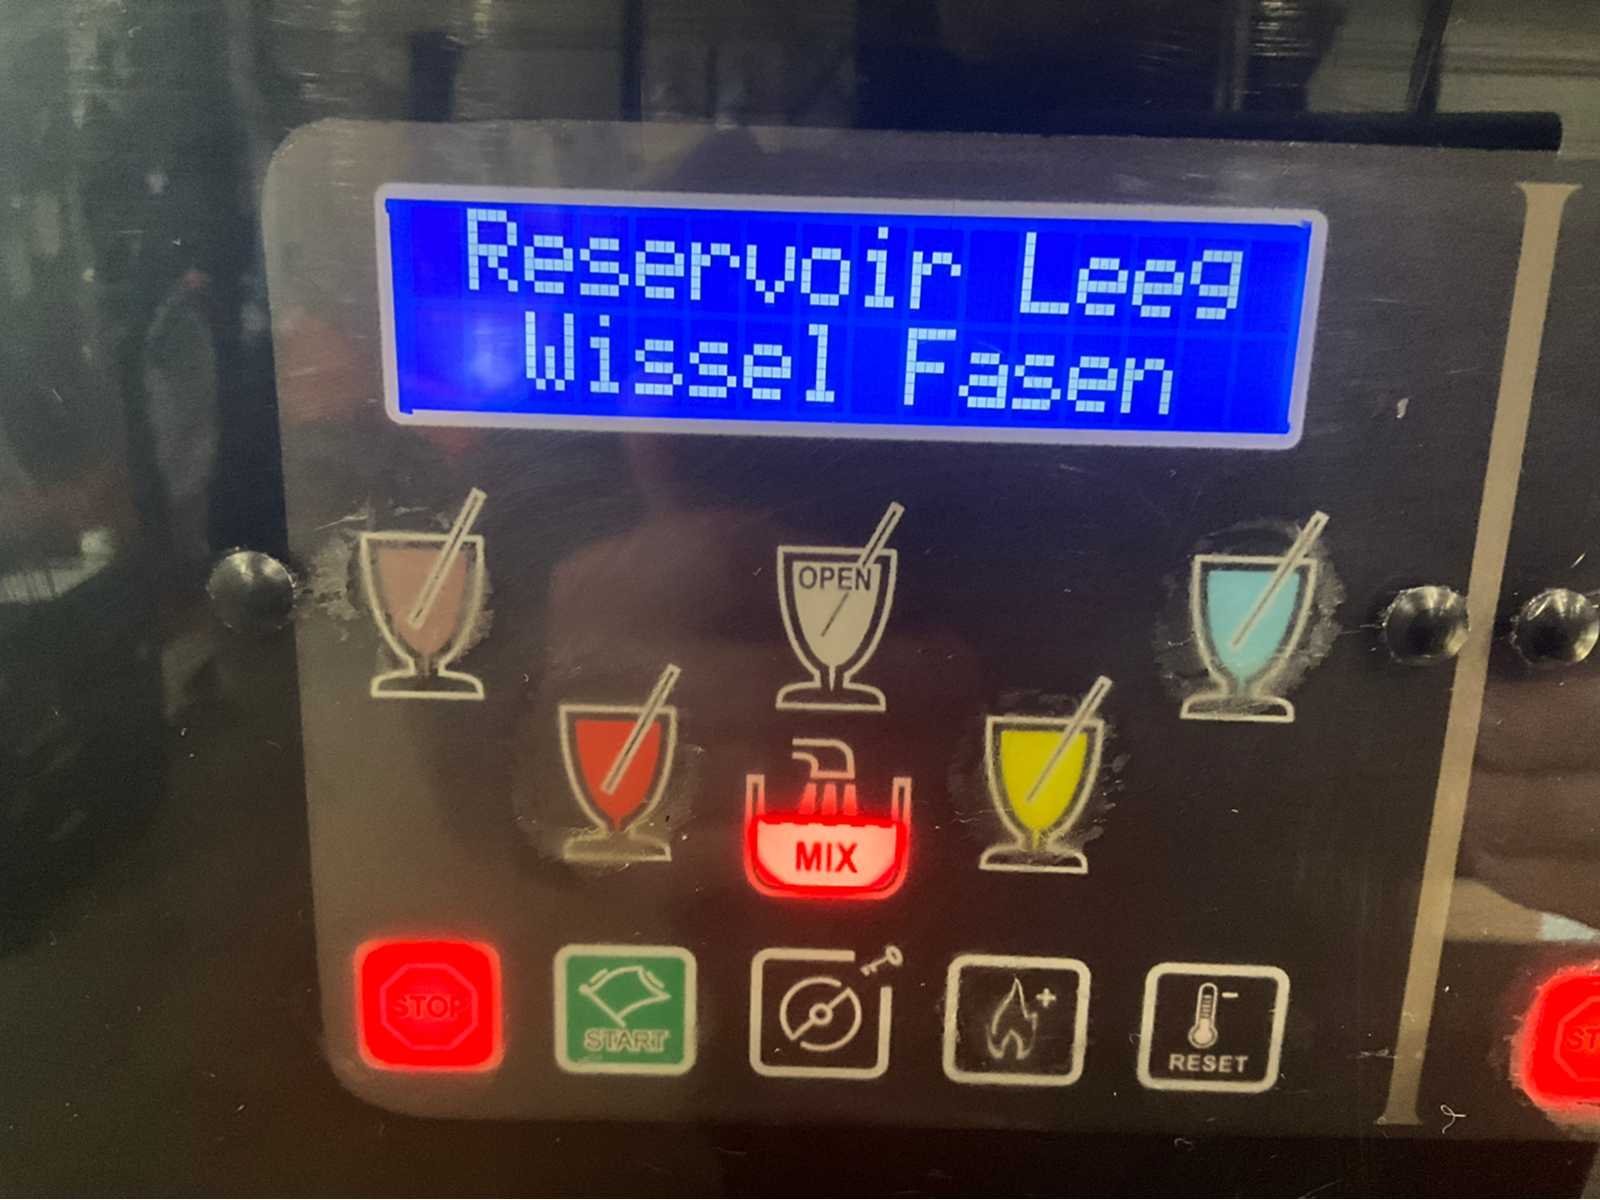 Reservoir Leeg
Wissel Fasen
OPEN
MIX
STOP
START
RESET